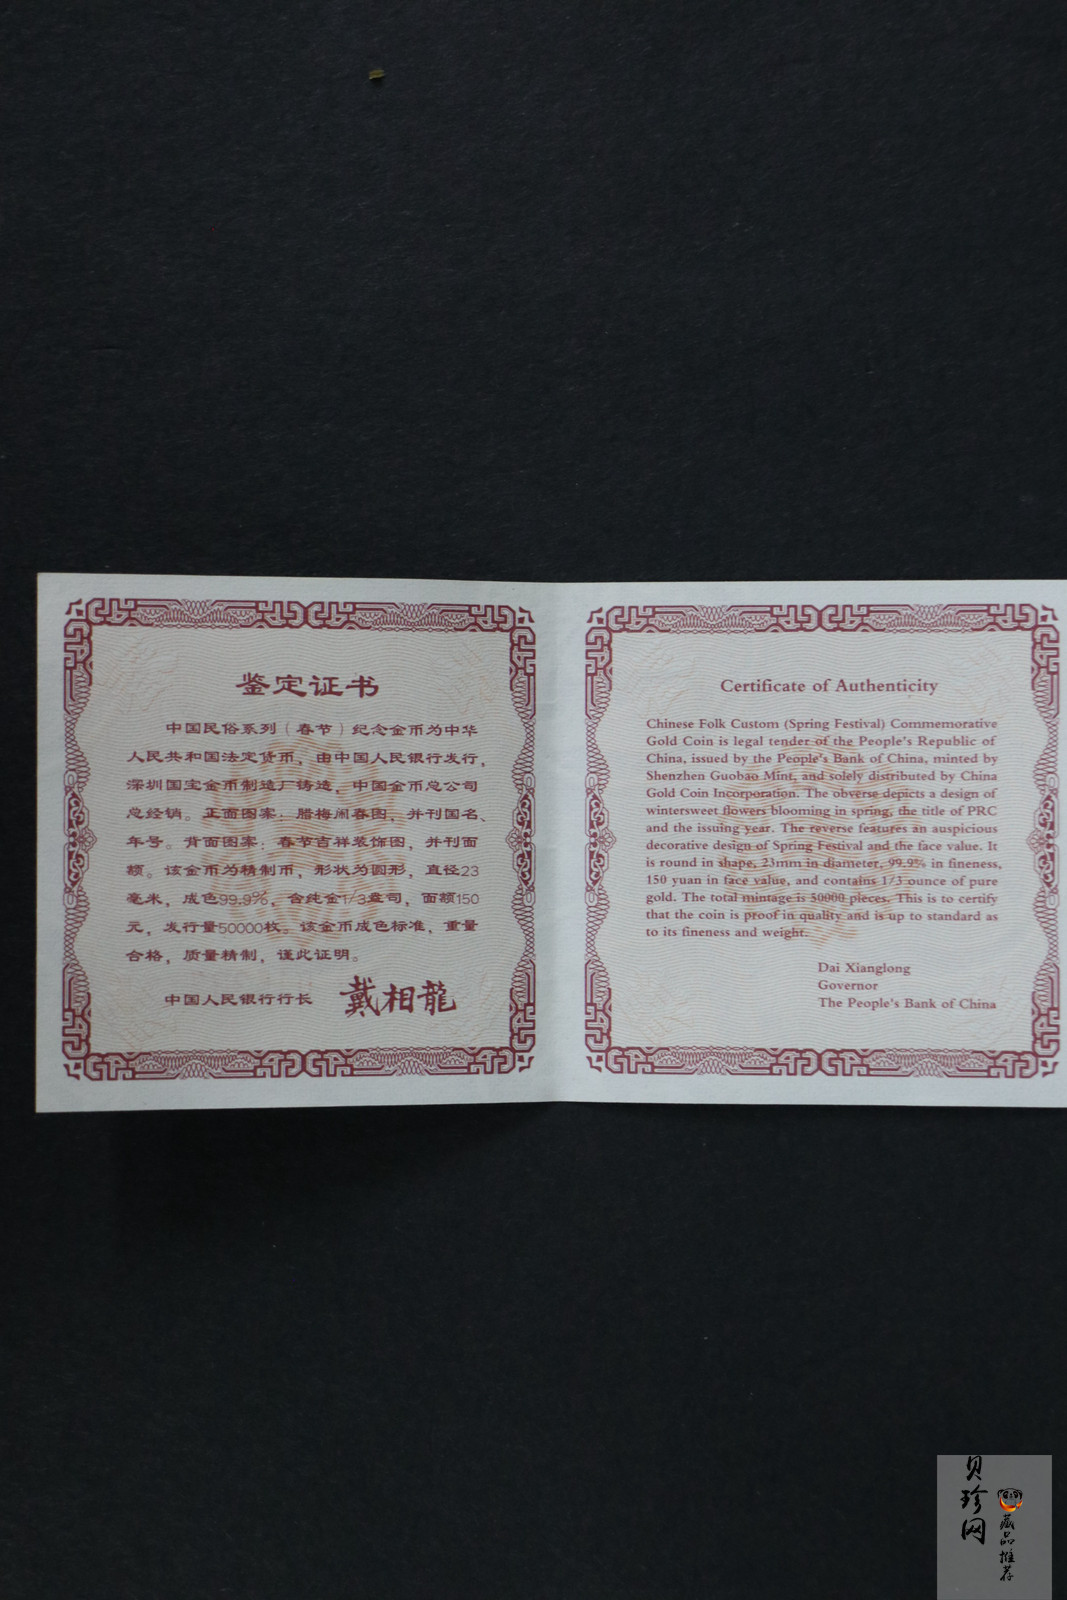 鉴定证书
中国民俗系列（春节）纪念金币为中华
人民共和国法定货币，由中国人民银行发行，
深圳国宝金币制造厂铸造，中国金币总公司
总经销。正面图案：腊梅闹春图，并刊国名、
年号。背面图案：春节吉祥装饰图，并刊面
额。该金币为精制币，形状为圆形，直径23
毫米，成色99.9%，含纯金1/3盎司，面额150
元，发行量50000枚。该金币成色标准，重量
合格，质量精制，谨此证明。
中国人民银行行长 戴相龍
Certificate of Authenticity
Chinese Folk Custom (Spring Festival) Commemorative
Gold Coin is legal tender of the People's Republic of
China, issued by the People's Bank of China, minted by
Shenzhen Guobao Mint, and solely distributed by China
Gold Coin Incorporation. The obverse depicts a design of
wintersweet flowers blooming in spring, the title of PRC
and the issuing year. The reverse features an auspicious
decorative design of Spring Festival and the face value. It
is round in shape, 23mm in diameter, 99.9% in fineness,
150 yuan in face value, and contains 1/3 ounce of pure
gold. The total mintage is 50000 pieces. This is to certify
that the coin is proof in quality and is up to standard as
to its fineness and weight.
Dai Xianglong
Governor
The People's Bank of China
贝珍网
藏品推荐